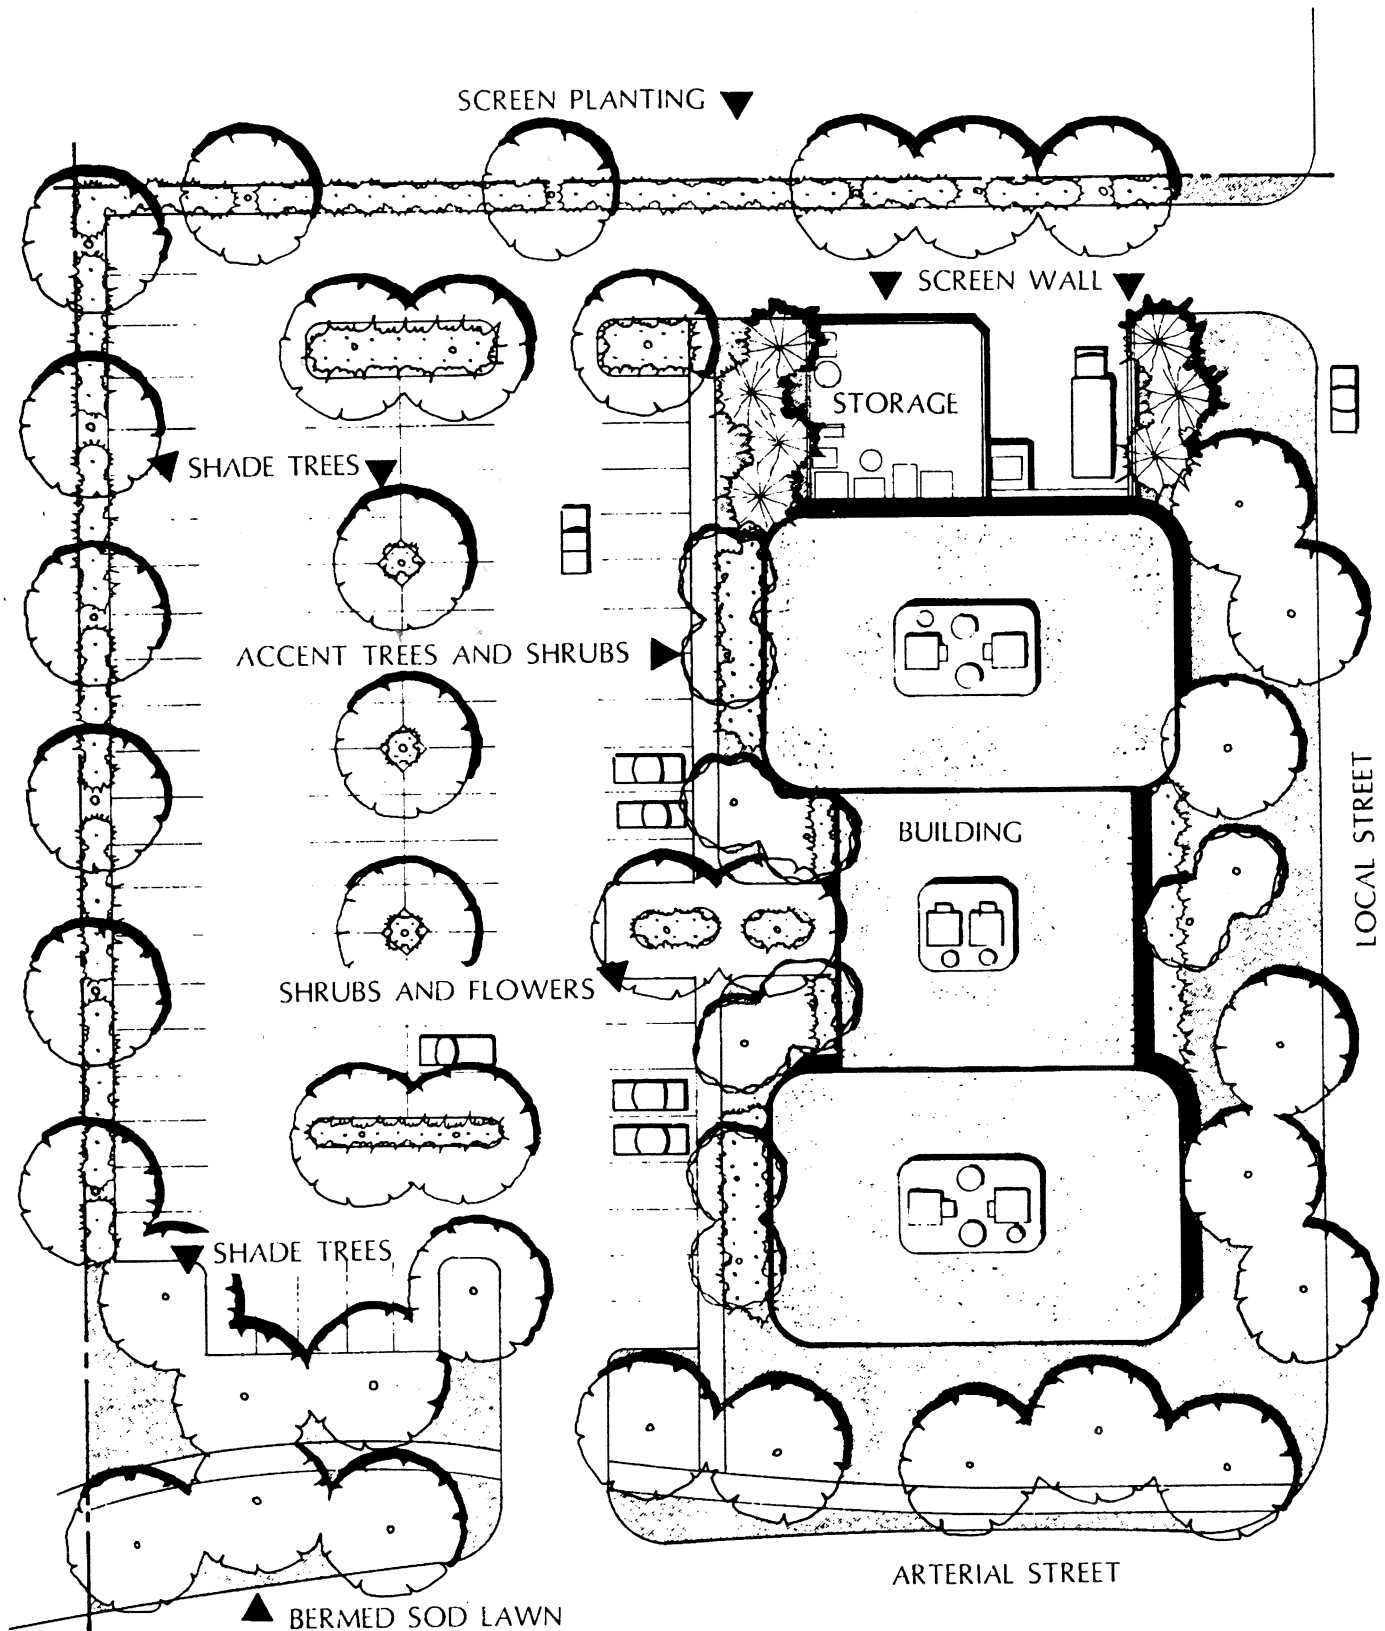 SCREEN PLANTING
SCREEN WALL
STORAGE
SHADE TREES
ACCENT TREES AND SHRUBS
BUILDING
LOCAL STREET
SHRUBS AND FLOWERS
SHADE TREES
ARTERIAL STREET
BERMED SOD LAWN